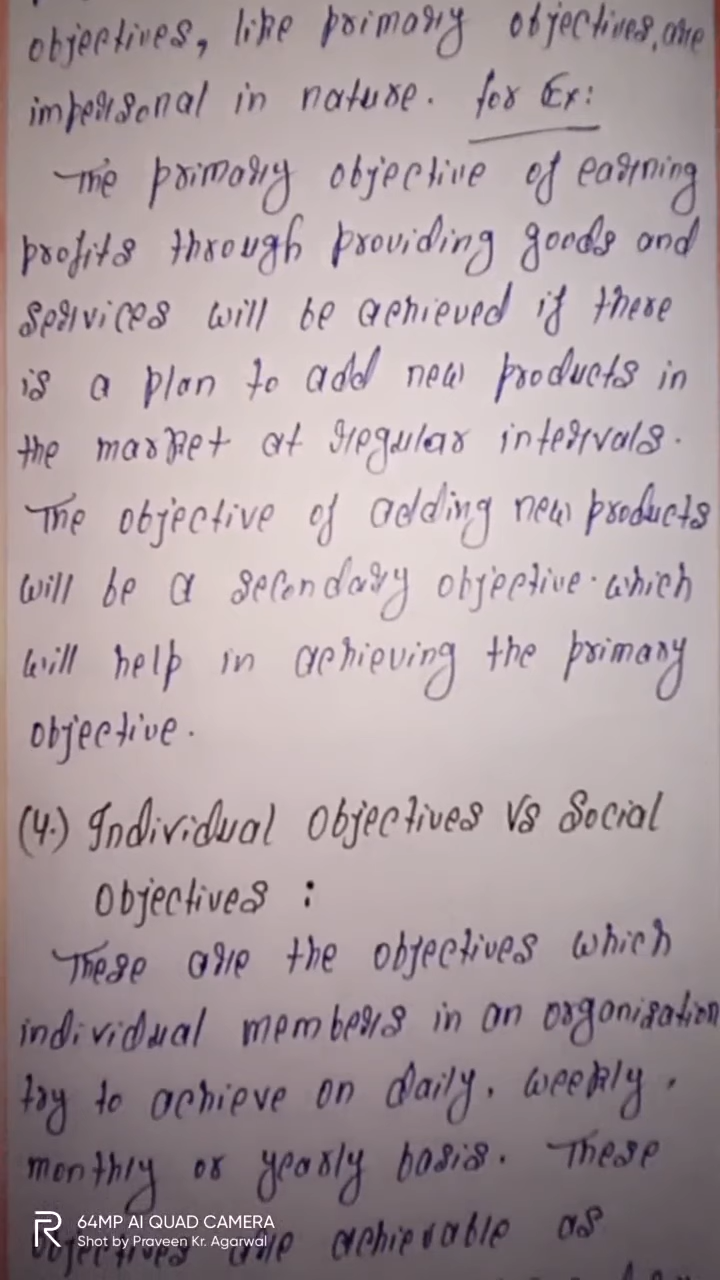 objectives, like primary objectives, are
impersonal in nature. for Ex:
The primary objective of earning
profits through providing goods and
services will be achieved if there
is a plan to add new products in
the market at regular intervals.
The objective of adding new products
will be a secondary objective. which
will help in achieving the primary
objective.
(4.) Individual Objectives Vs Social
Objectives :
These are the objectives which
individual members in an organisation
try to achieve on daily, weekly,
monthly or yearly basis. These
objectives are achievable as
64MP AI QUAD CAMERA
Shot by Praveen Kr. Agarwal